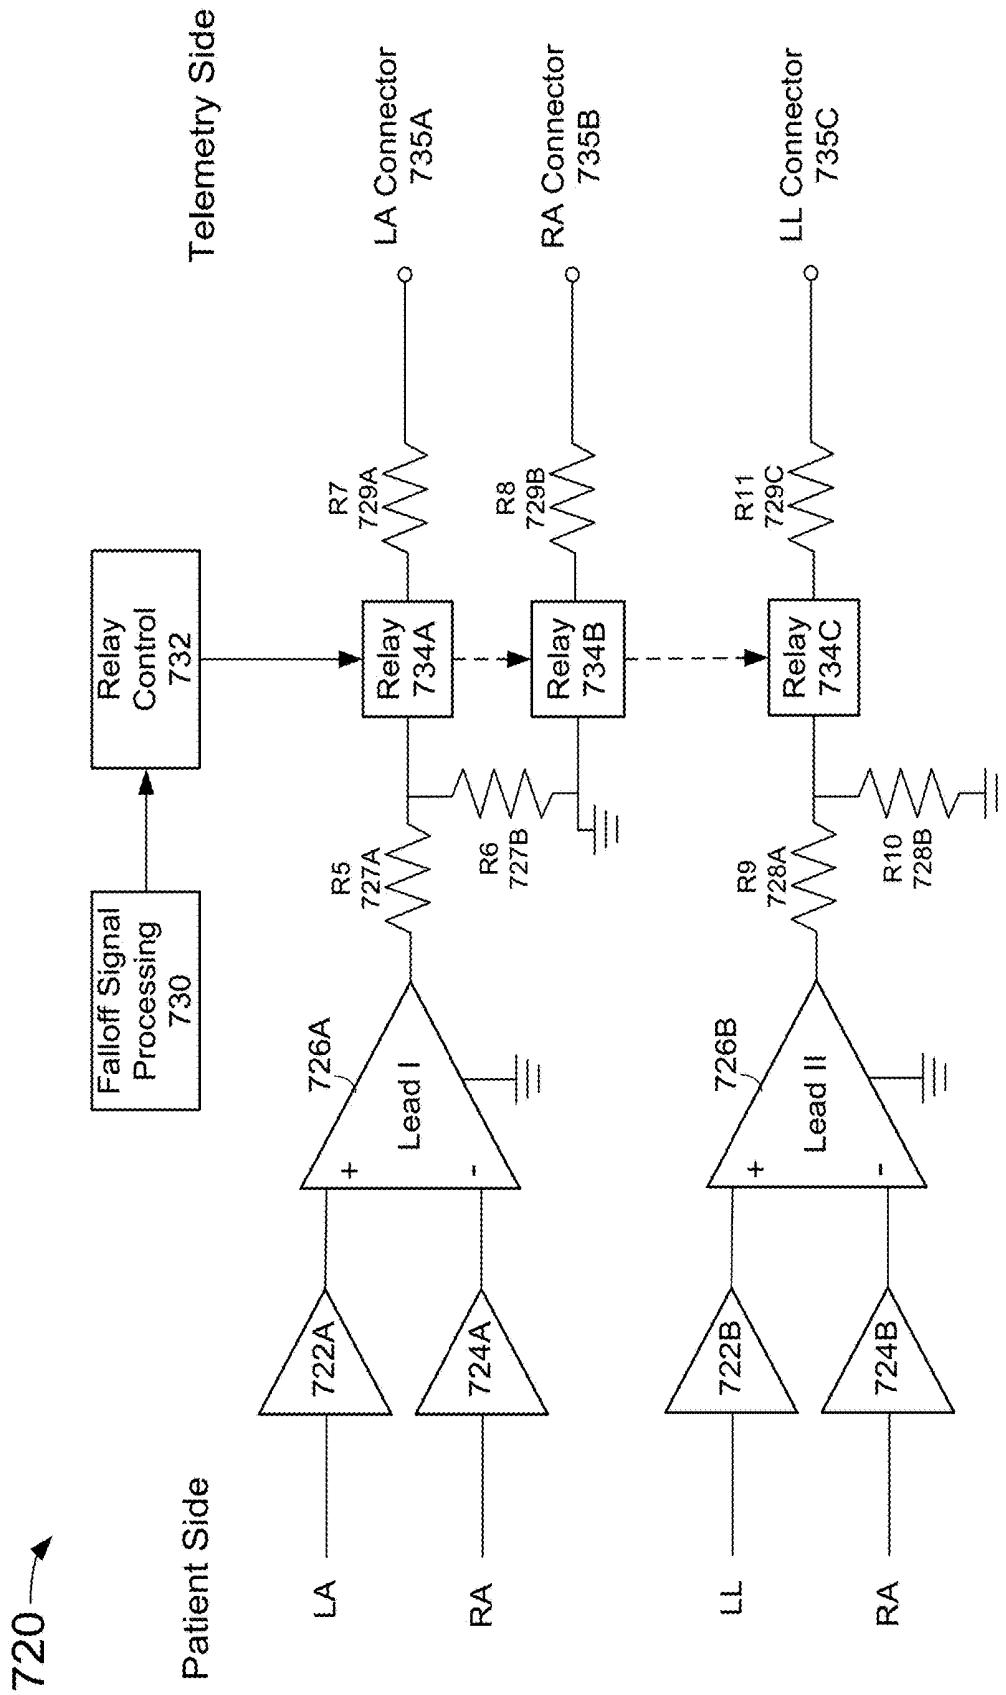 720
Patient Side
Telemetry Side
Falloff Signal
Processing
730
Relay
Control
732
LA
722A
RA
724A
+
-
Lead I
726A
R5
727A
R6
727B
Relay
734A
R7
729A
LA Connector
735A
Relay
734B
R8
729B
RA Connector
735B
LL
722B
RA
724B
+
-
Lead II
726B
R9
728A
R10
728B
Relay
734C
R11
729C
LL Connector
735C